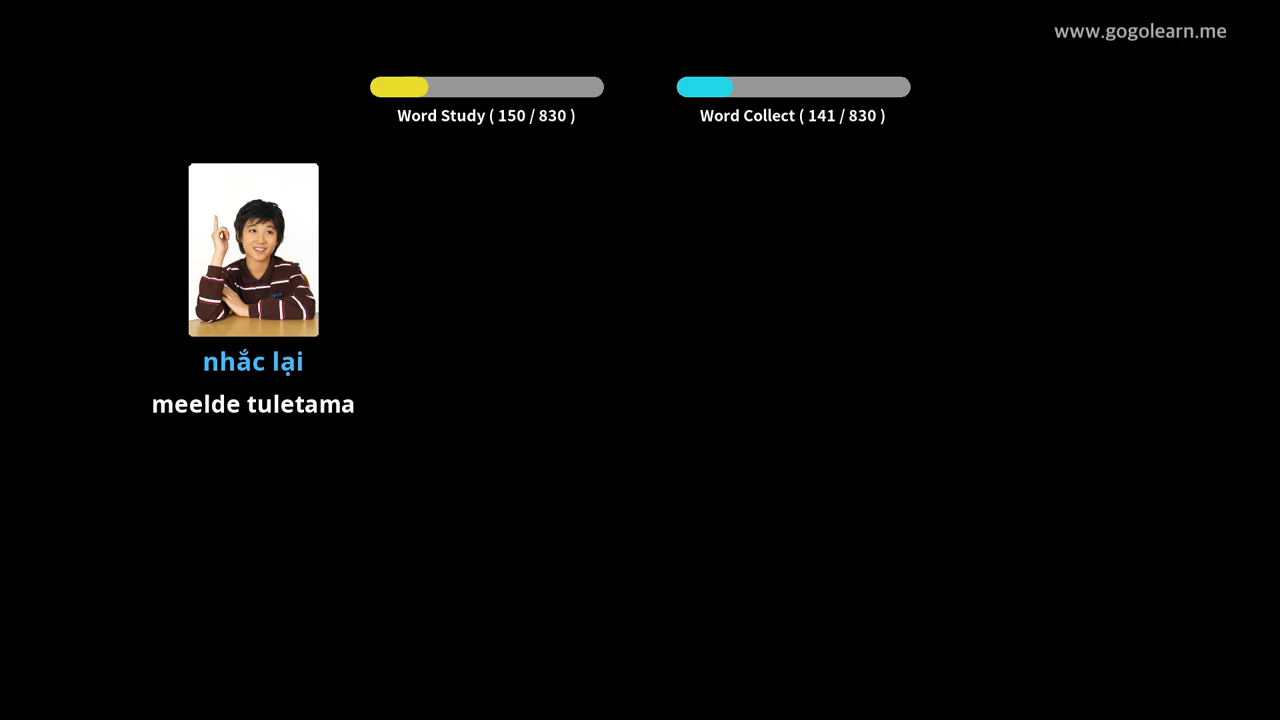 www.gogolearn.me
Word Study ( 150 / 830 )
Word Collect ( 141 / 830 )
nhắc lại
meelde tuletama